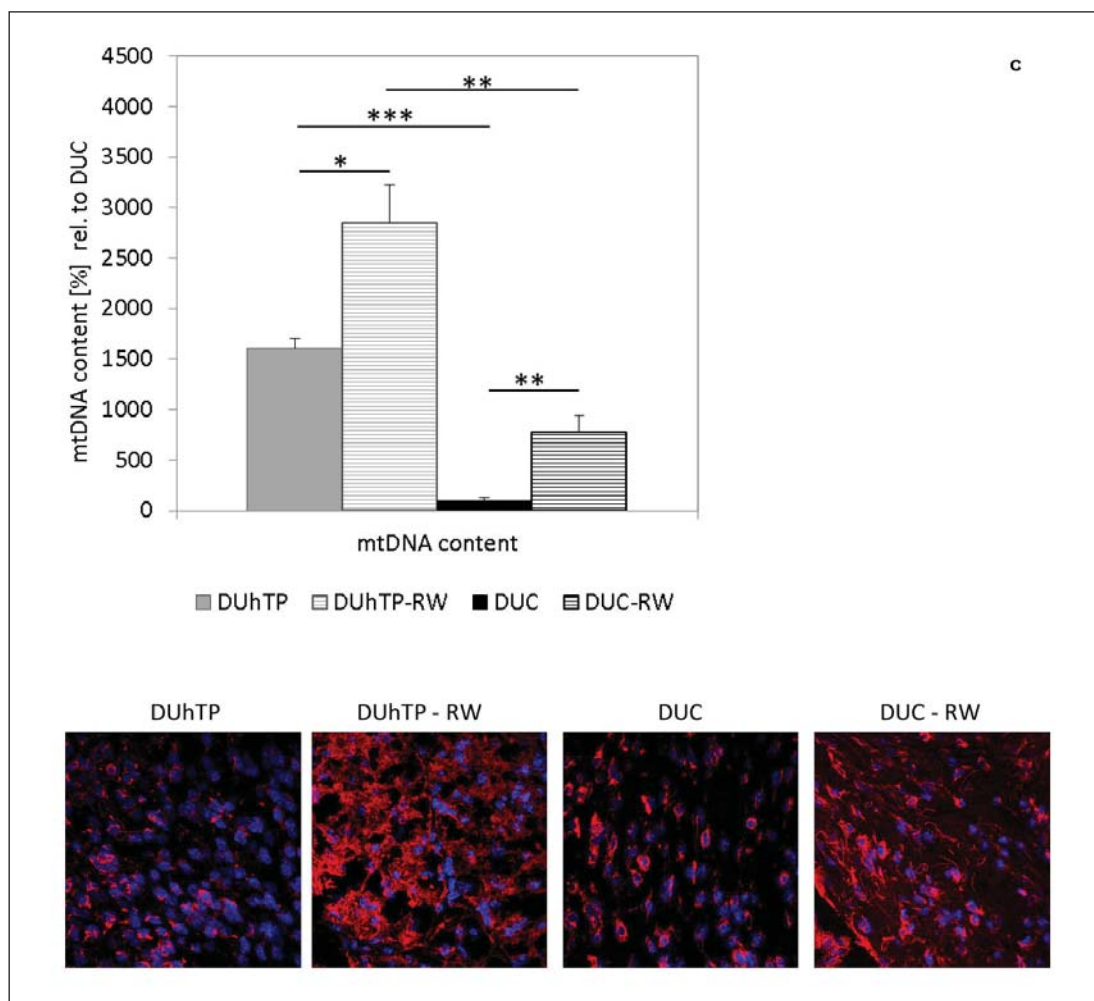 C
4500
4000
3500
3000
2500
2000
1500
1000
500
0
mtDNA content [%] rel. to DUC
**
***
*
**
mtDNA content
DUhTP DUhTP-RW DUC DUC-RW
DUhTP DUhTP - RW DUC DUC - RW